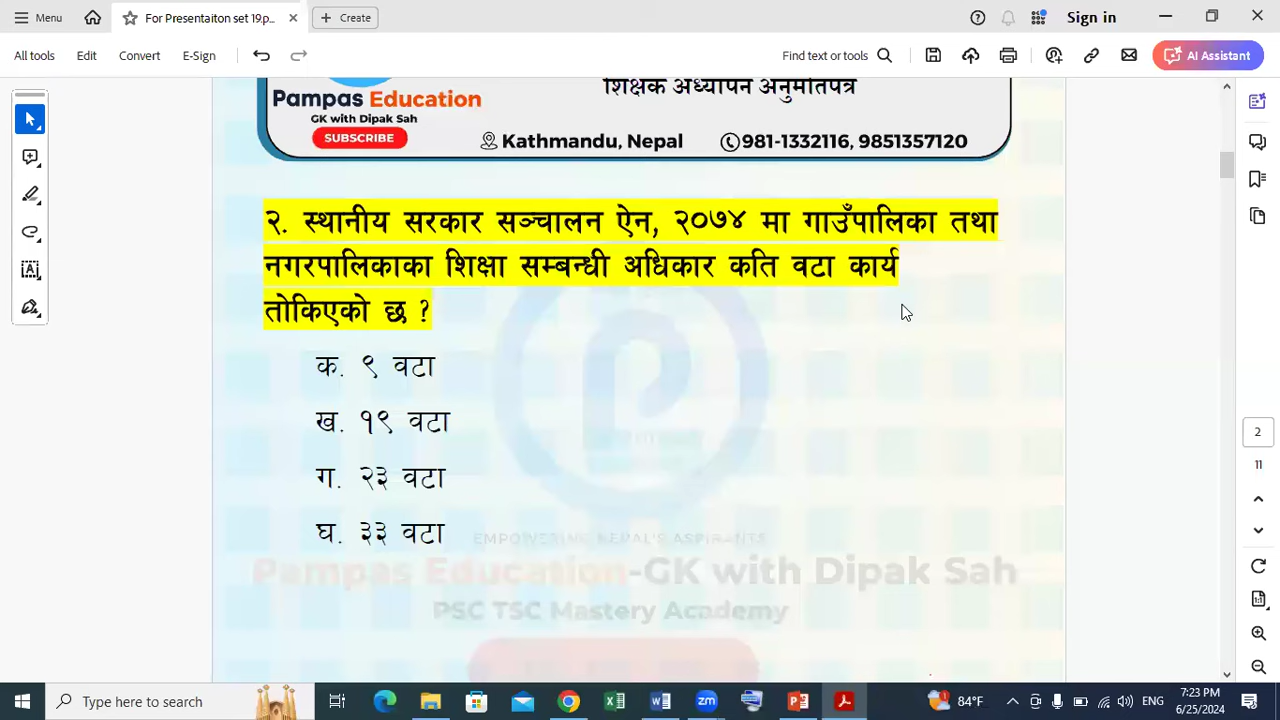 Menu
For Presentaiton set 19.p...
Create
Sign in
All tools
Edit
Convert
E-Sign
Find text or tools
AI Assistant
शिक्षक अध्यापन अनुमतिपत्र
Pampas Education
GK with Dipak Sah
SUBSCRIBE
Kathmandu, Nepal
981-1332116, 9851357120
२. स्थानीय सरकार सञ्चालन ऐन, २०७४ मा गाउँपालिका तथा
नगरपालिकाका शिक्षा सम्बन्धी अधिकार कति वटा कार्य
तोकिएको छ ?
क. ९ वटा
ख. १९ वटा
ग. २३ वटा
घ. ३३ वटा
EMPOWERING NEPAL'S ASPIRANTS
Pampas Education-GK with Dipak Sah
PSC TSC Mastery Academy
2
11
Type here to search
84°F
ENG
7:23 PM
6/25/2024